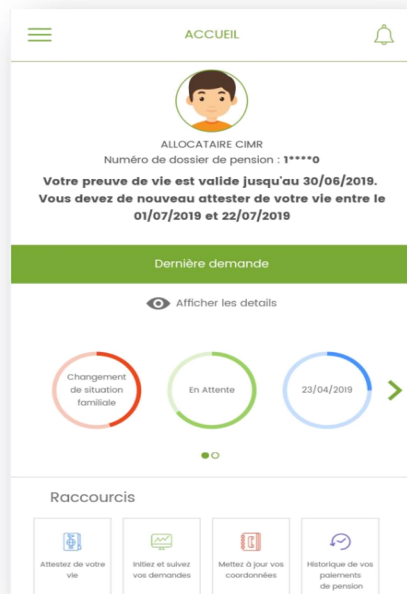 ACCUEIL
ALLOCATAIRE CIMR
Numéro de dossier de pension : 1****0
Votre preuve de vie est valide jusqu'au 30/06/2019.
Vous devez de nouveau attester de votre vie entre le
01/07/2019 et 22/07/2019
Dernière demande
Afficher les details
Changement
de situation
familiale
En Attente
23/04/2019
Raccourcis
Attestez de votre
vie
Initiez et suivez
vos demandes
Mettez à jour vos
coordonnées
Historique de vos
paiements
de pension